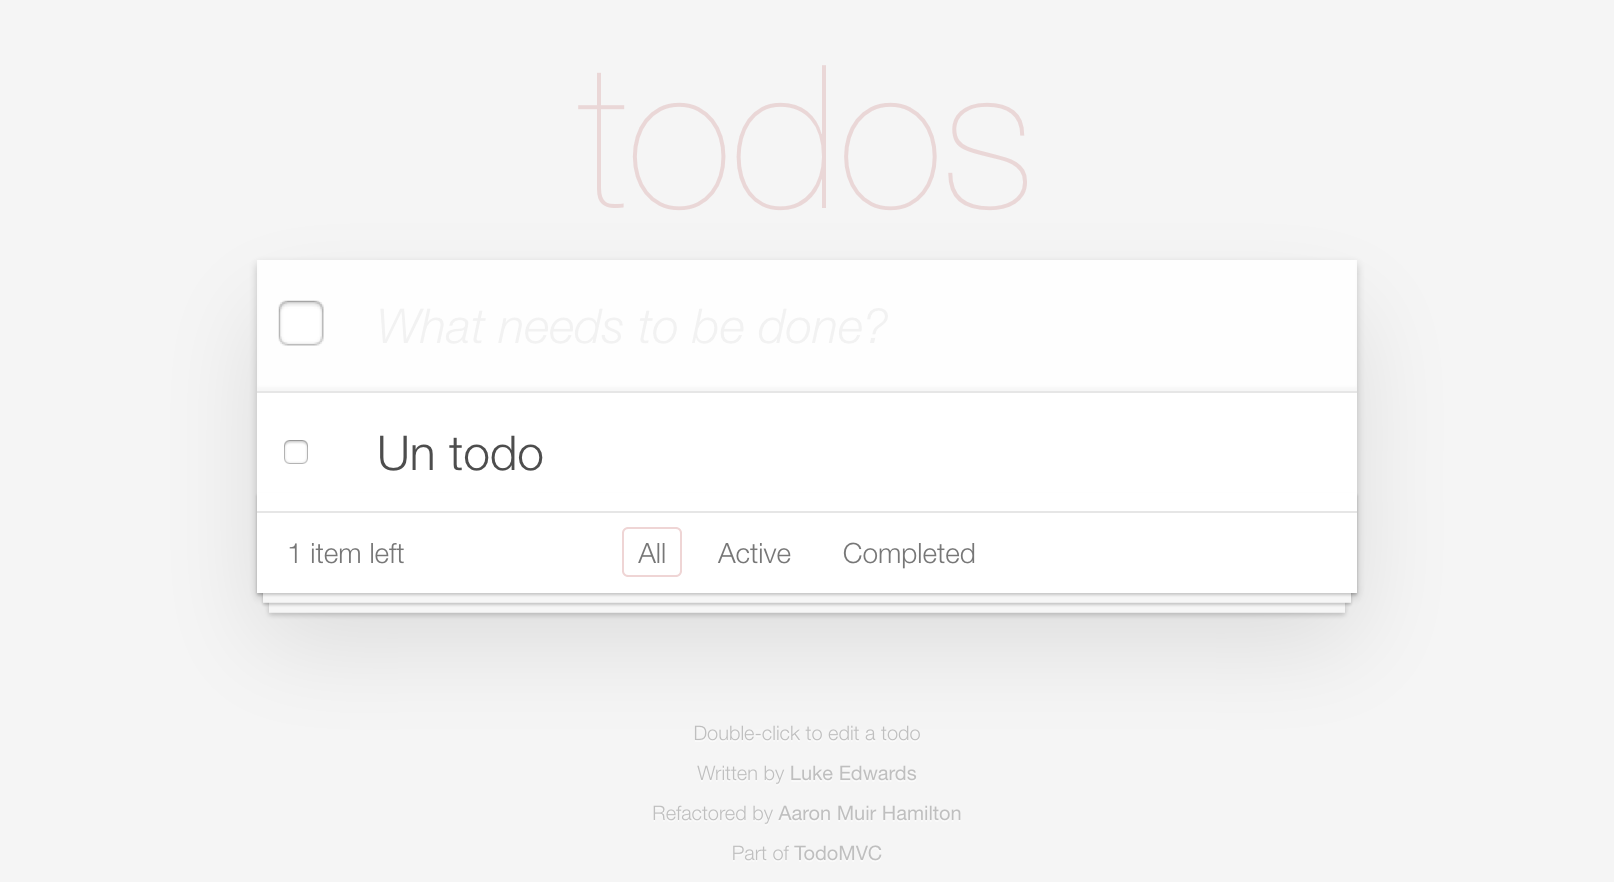 todos
What needs to be done?
Un todo
1 item left All Active Completed
Double-click to edit a todo
Written by Luke Edwards
Refactored by Aaron Muir Hamilton
Part of TodoMVC